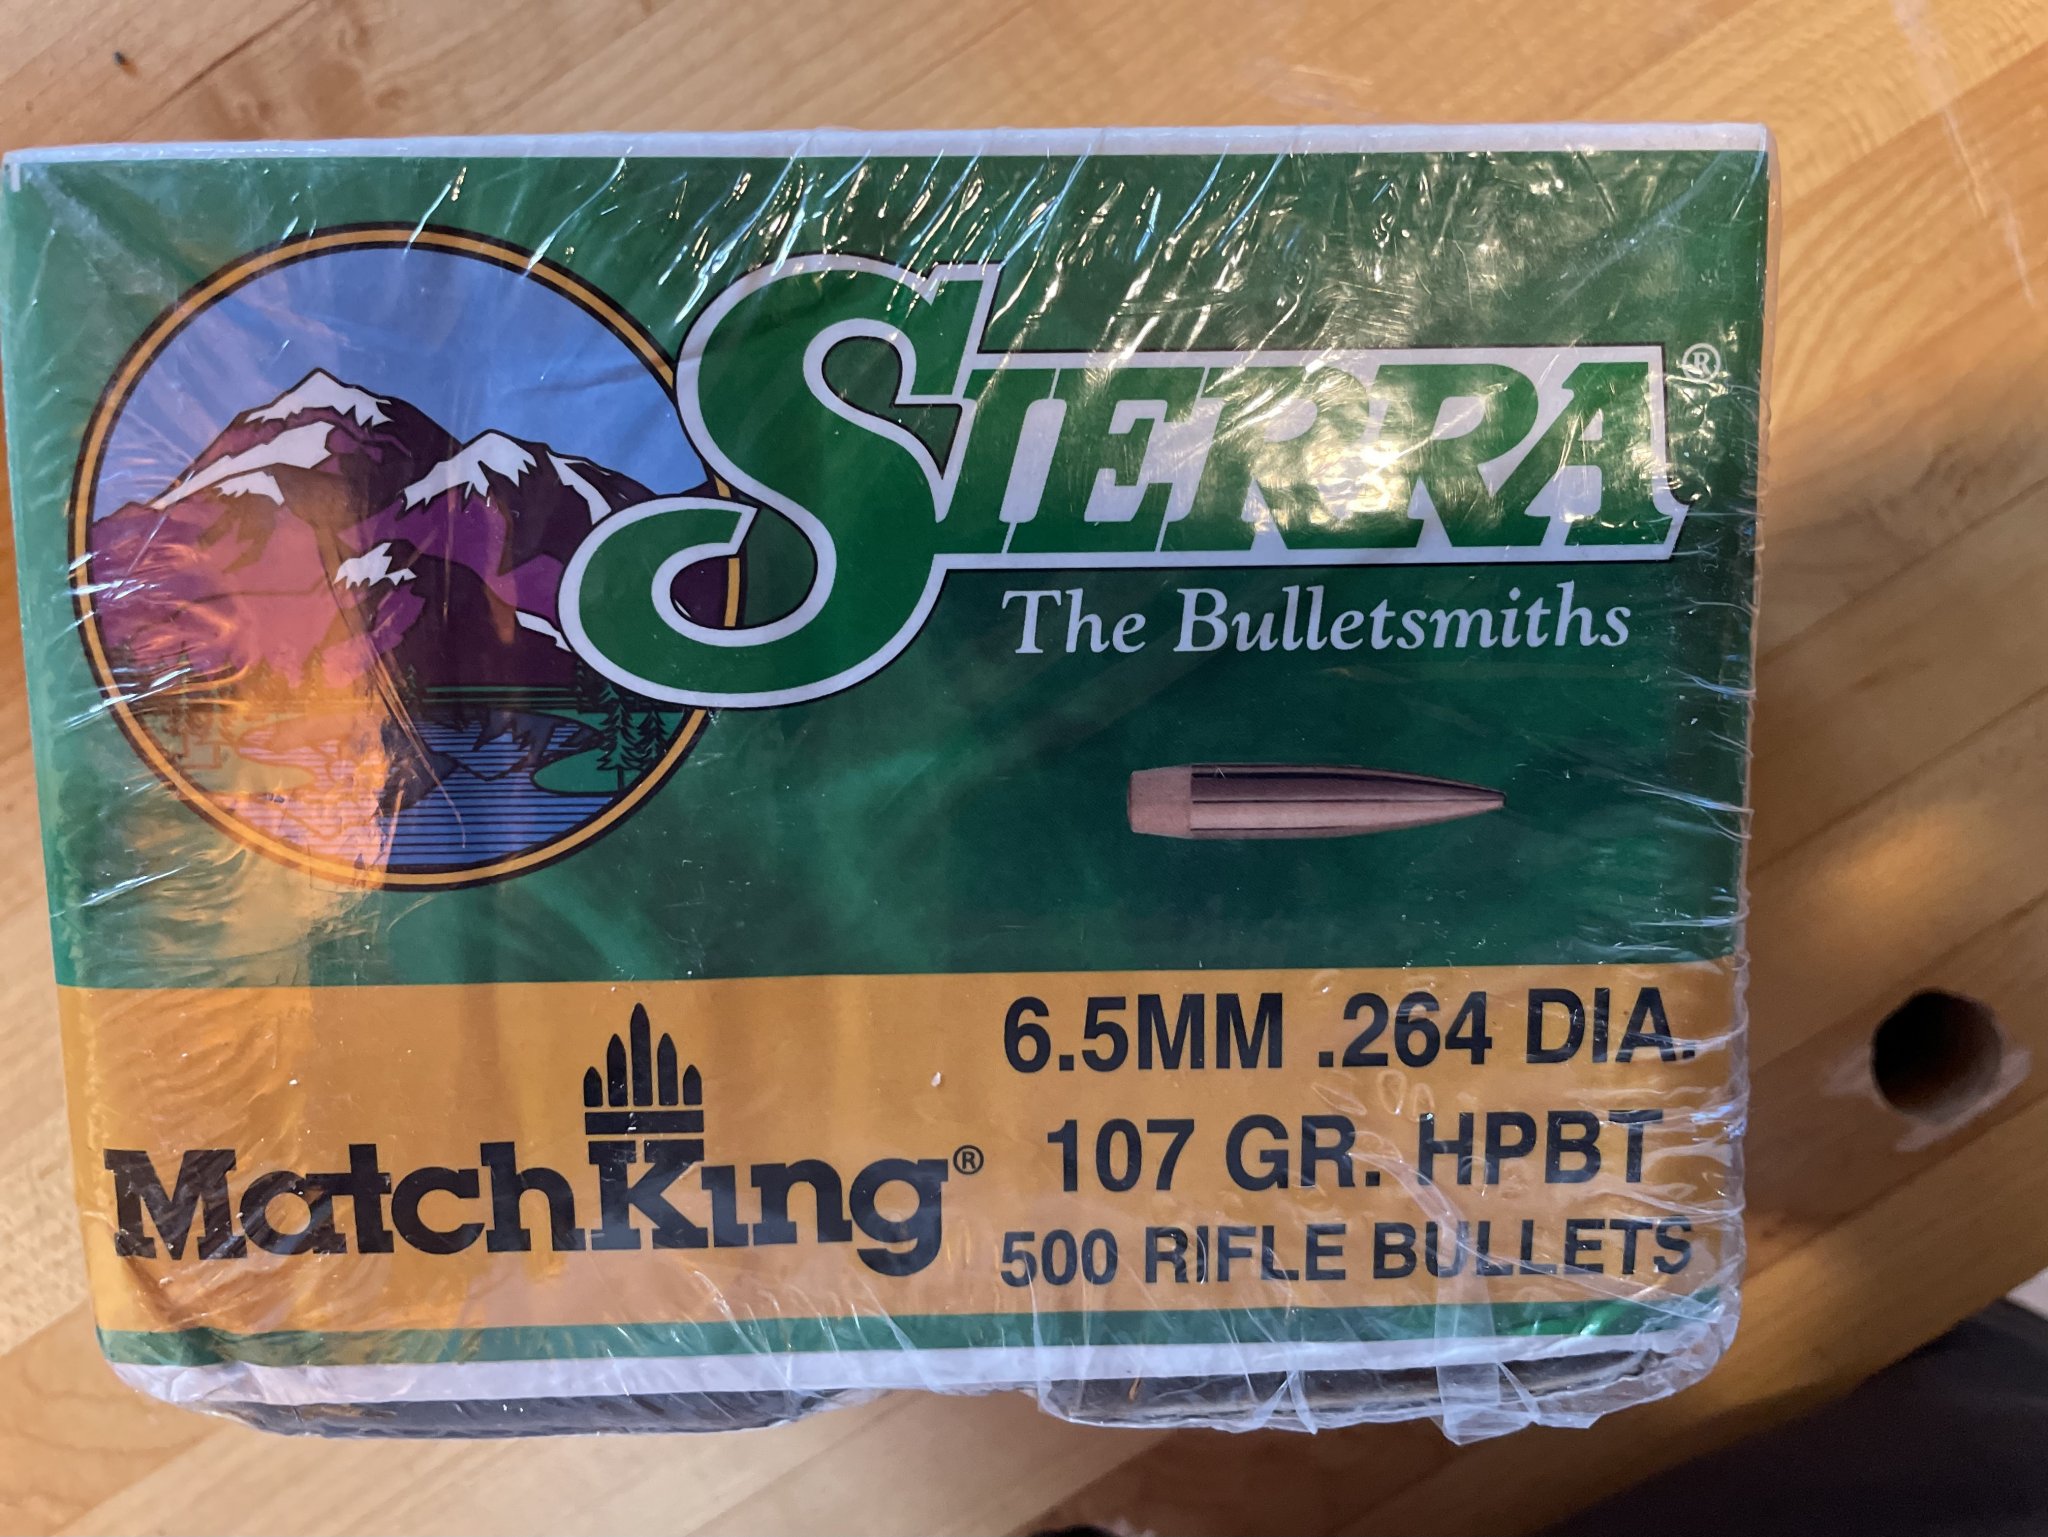 SIERRA®
The Bulletsmiths
6.5MM .264 DIA.
107 GR. HPBT
MatchKing®
500 RIFLE BULLETS